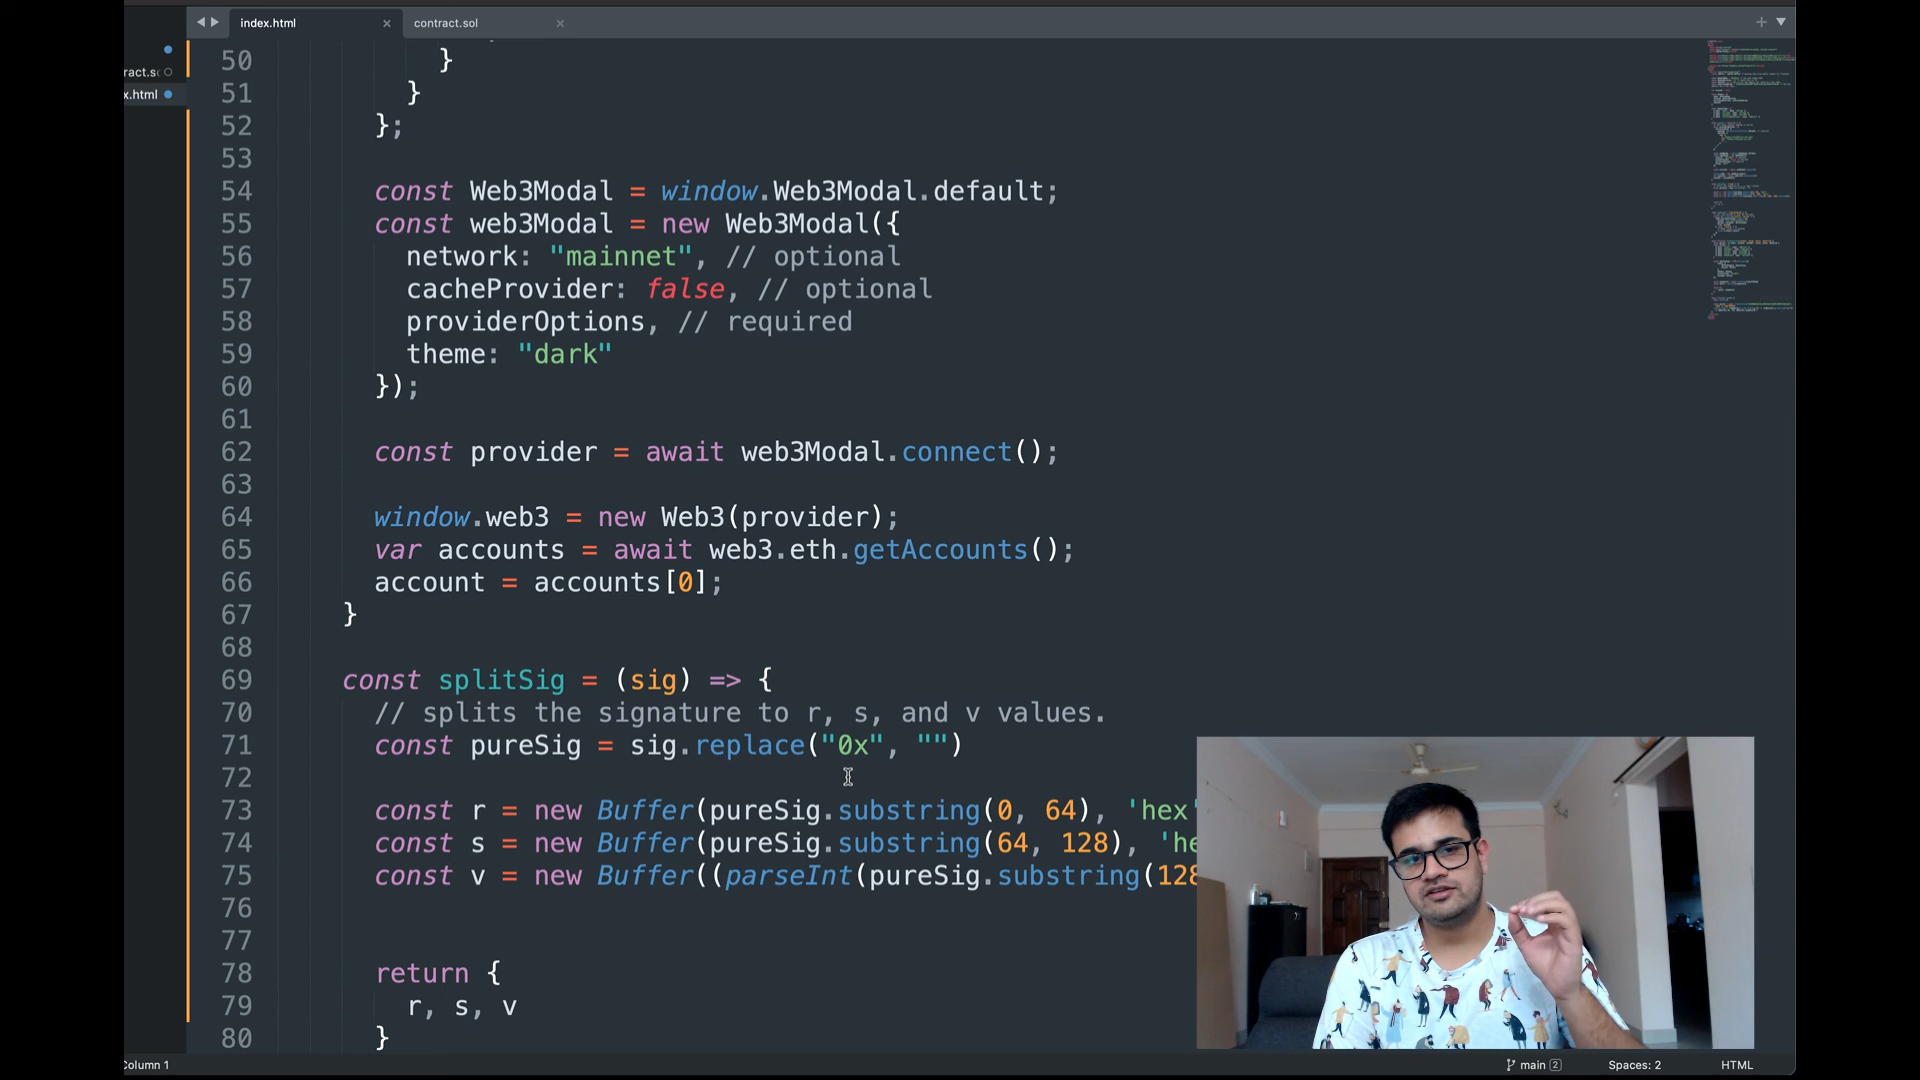 index.html
contract.sol
ract.sc
x.html
50 }
51 }
52 };
53
54 const Web3Modal = window.Web3Modal.default;
55 const web3Modal = new Web3Modal({
56 network: "mainnet", // optional
57 cacheProvider: false, // optional
58 providerOptions, // required
59 theme: "dark"
60 });
61
62 const provider = await web3Modal.connect();
63
64 window.web3 = new Web3(provider);
65 var accounts = await web3.eth.getAccounts();
66 account = accounts[0];
67 }
68
69 const splitSig = (sig) => {
70 // splits the signature to r, s, and v values.
71 const pureSig = sig.replace("0x", "")
72
73 const r = new Buffer(pureSig.substring(0, 64), 'hex'
74 const s = new Buffer(pureSig.substring(64, 128), 'he
75 const v = new Buffer((parseInt(pureSig.substring(128
76
77
78 return {
79 r, s, v
80 }
Column 1
main 2
Spaces: 2
HTML